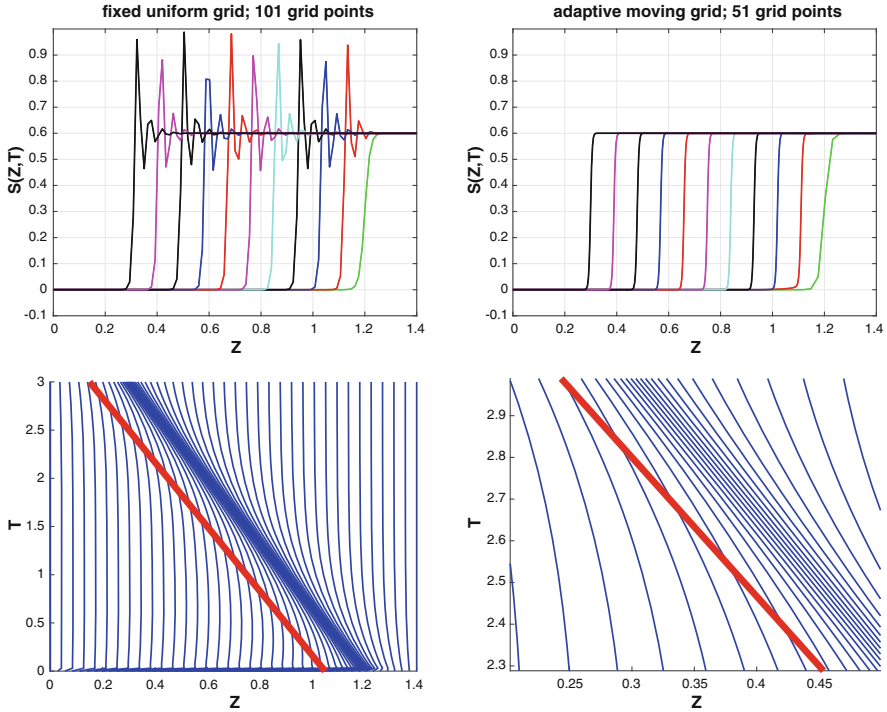 fixed uniform grid; 101 grid points
0.9
0.8
0.7
0.6
0.5
0.4
0.3
0.2
0.1
0
-0.1
S(Z,T)
0 0.2 0.4 0.6 0.8 1 1.2 1.4
Z
adaptive moving grid; 51 grid points
0.9
0.8
0.7
0.6
0.5
0.4
0.3
0.2
0.1
0
-0.1
S(Z,T)
0 0.2 0.4 0.6 0.8 1 1.2 1.4
Z
3
2.5
2
1.5
1
0.5
0
T
0 0.2 0.4 0.6 0.8 1 1.2 1.4
Z
2.9
2.8
2.7
2.6
2.5
2.4
2.3
T
0.25 0.3 0.35 0.4 0.45
Z